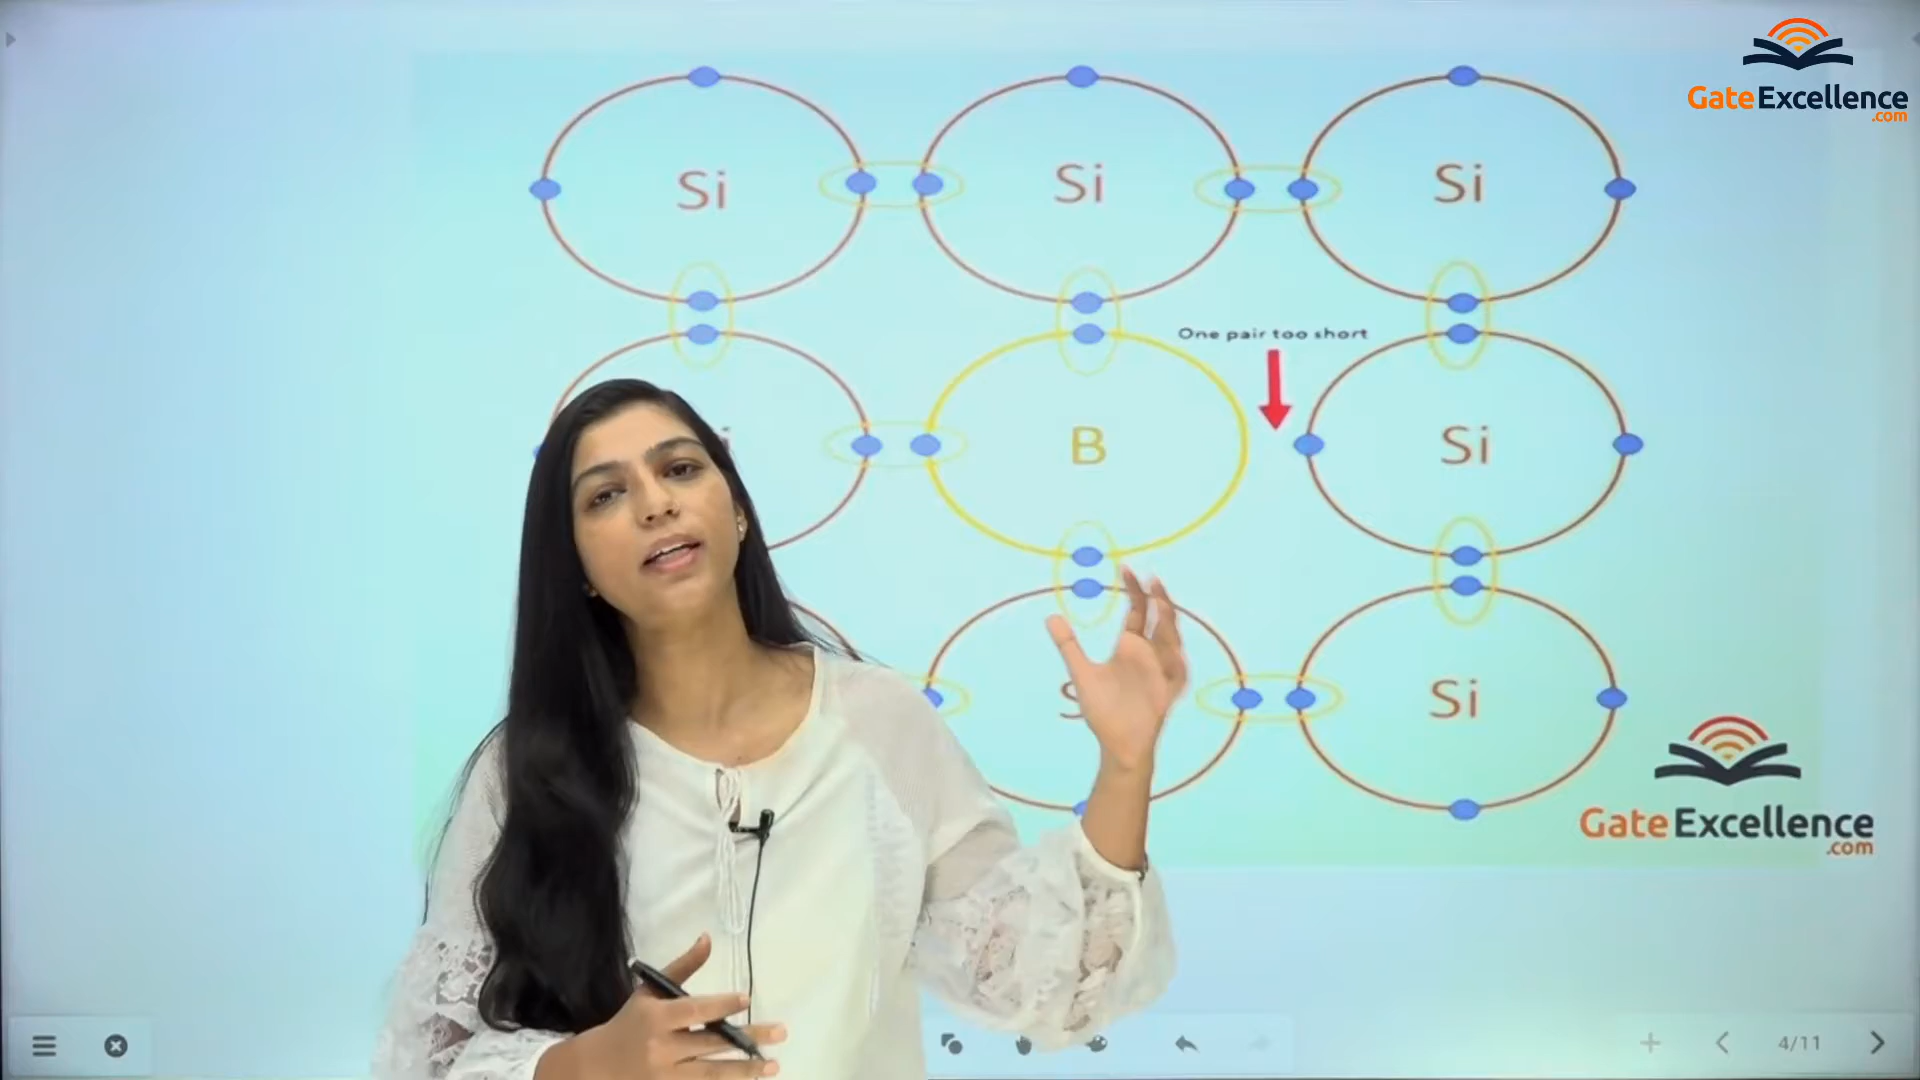 GateExcellence
.com
Si
Si
Si
One pair too short
B
Si
Si
GateExcellence
.com
4/11